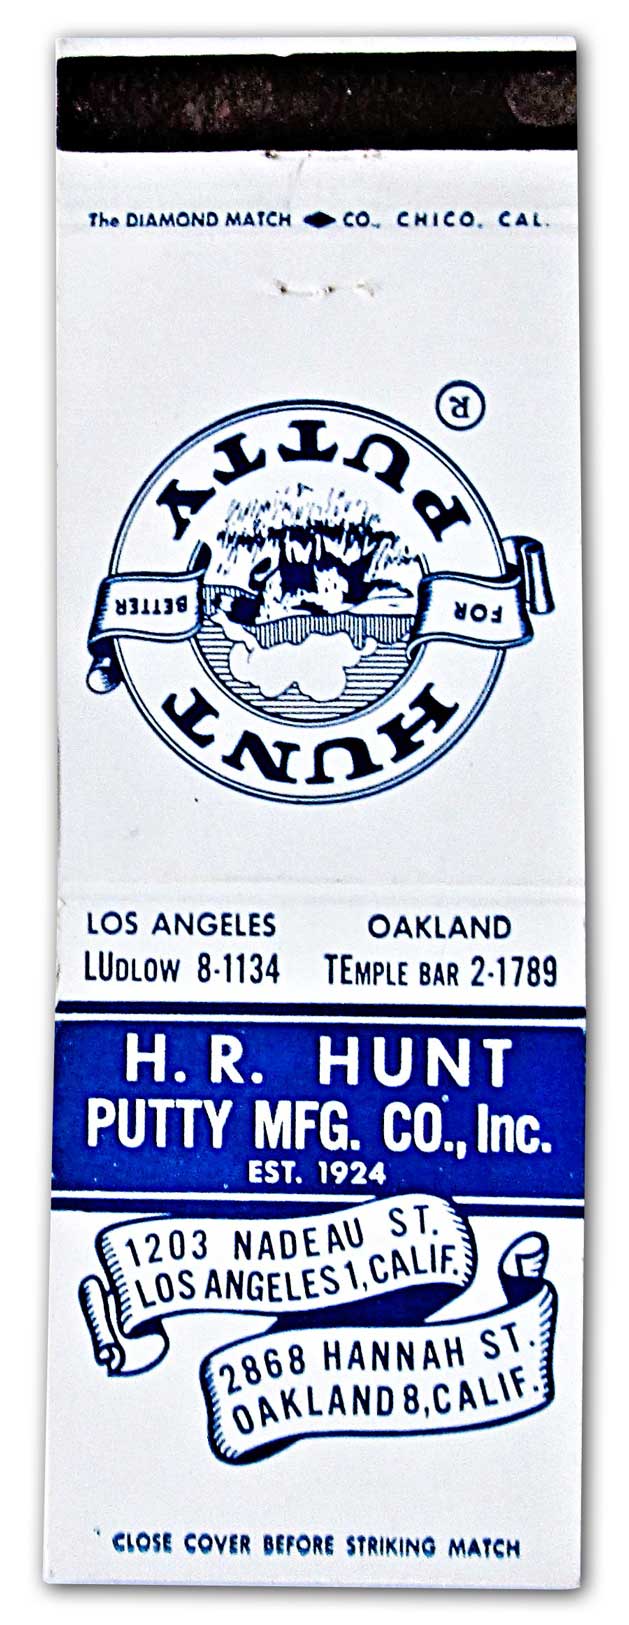 The DIAMOND MATCH CO., CHICO, CAL.
®
FOR BETTER
HUNT
PUTTY
LOS ANGELES OAKLAND
LUDLOW 8-1134 TEMPLE BAR 2-1789
H. R. HUNT
PUTTY MFG. CO., Inc.
EST. 1924
1203 NADEAU ST.
LOS ANGELES 1, CALIF.
2868 HANNAH ST.
OAKLAND 8, CALIF.
CLOSE COVER BEFORE STRIKING MATCH